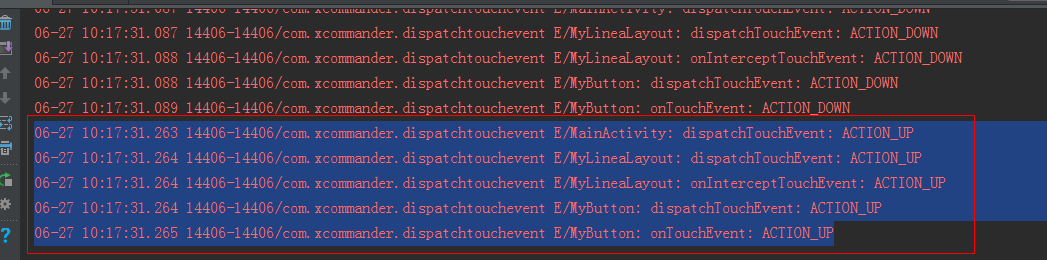 06-27 10:17:31.087 14406-14406/com.xcommander.dispatchtouchevent E/MainActivity: dispatchTouchEvent: ACTION_DOWN
06-27 10:17:31.087 14406-14406/com.xcommander.dispatchtouchevent E/MyLineaLayout: dispatchTouchEvent: ACTION_DOWN
06-27 10:17:31.088 14406-14406/com.xcommander.dispatchtouchevent E/MyLineaLayout: onInterceptTouchEvent: ACTION_DOWN
06-27 10:17:31.088 14406-14406/com.xcommander.dispatchtouchevent E/MyButton: dispatchTouchEvent: ACTION_DOWN
06-27 10:17:31.089 14406-14406/com.xcommander.dispatchtouchevent E/MyButton: onTouchEvent: ACTION_DOWN
06-27 10:17:31.263 14406-14406/com.xcommander.dispatchtouchevent E/MainActivity: dispatchTouchEvent: ACTION_UP
06-27 10:17:31.264 14406-14406/com.xcommander.dispatchtouchevent E/MyLineaLayout: dispatchTouchEvent: ACTION_UP
06-27 10:17:31.264 14406-14406/com.xcommander.dispatchtouchevent E/MyLineaLayout: onInterceptTouchEvent: ACTION_UP
06-27 10:17:31.264 14406-14406/com.xcommander.dispatchtouchevent E/MyButton: dispatchTouchEvent: ACTION_UP
06-27 10:17:31.265 14406-14406/com.xcommander.dispatchtouchevent E/MyButton: onTouchEvent: ACTION_UP